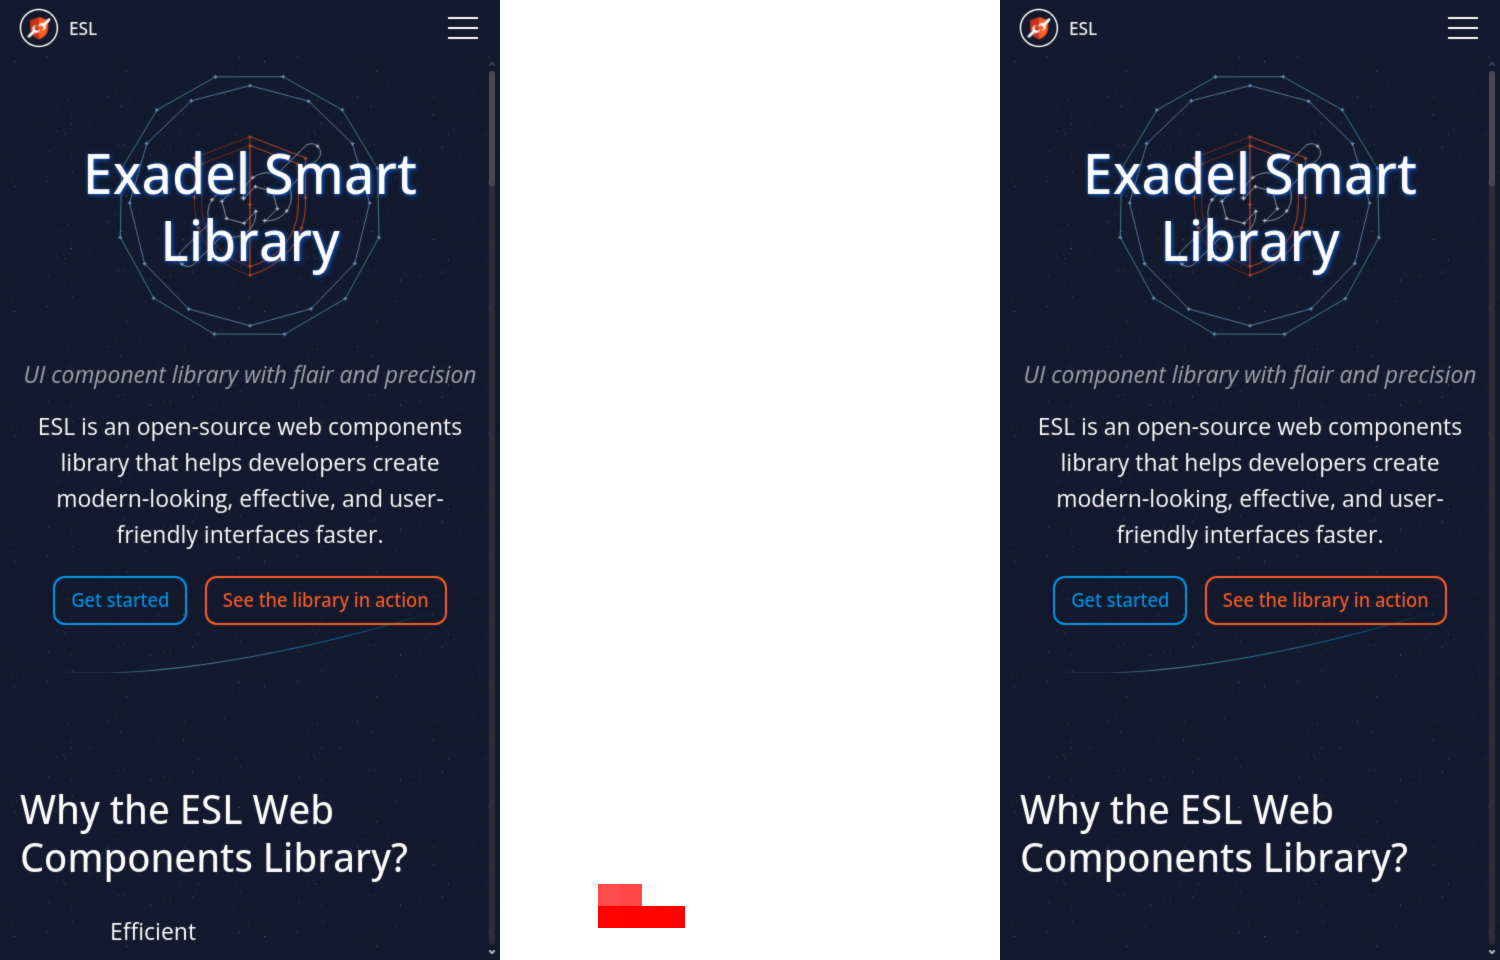 ESL
Exadel Smart
Library
UI component library with flair and precision
ESL is an open-source web components
library that helps developers create
modern-looking, effective, and user-
friendly interfaces faster.
Get started
See the library in action
Why the ESL Web
Components Library?
Efficient
ESL
Exadel Smart
Library
UI component library with flair and precision
ESL is an open-source web components
library that helps developers create
modern-looking, effective, and user-
friendly interfaces faster.
Get started
See the library in action
Why the ESL Web
Components Library?